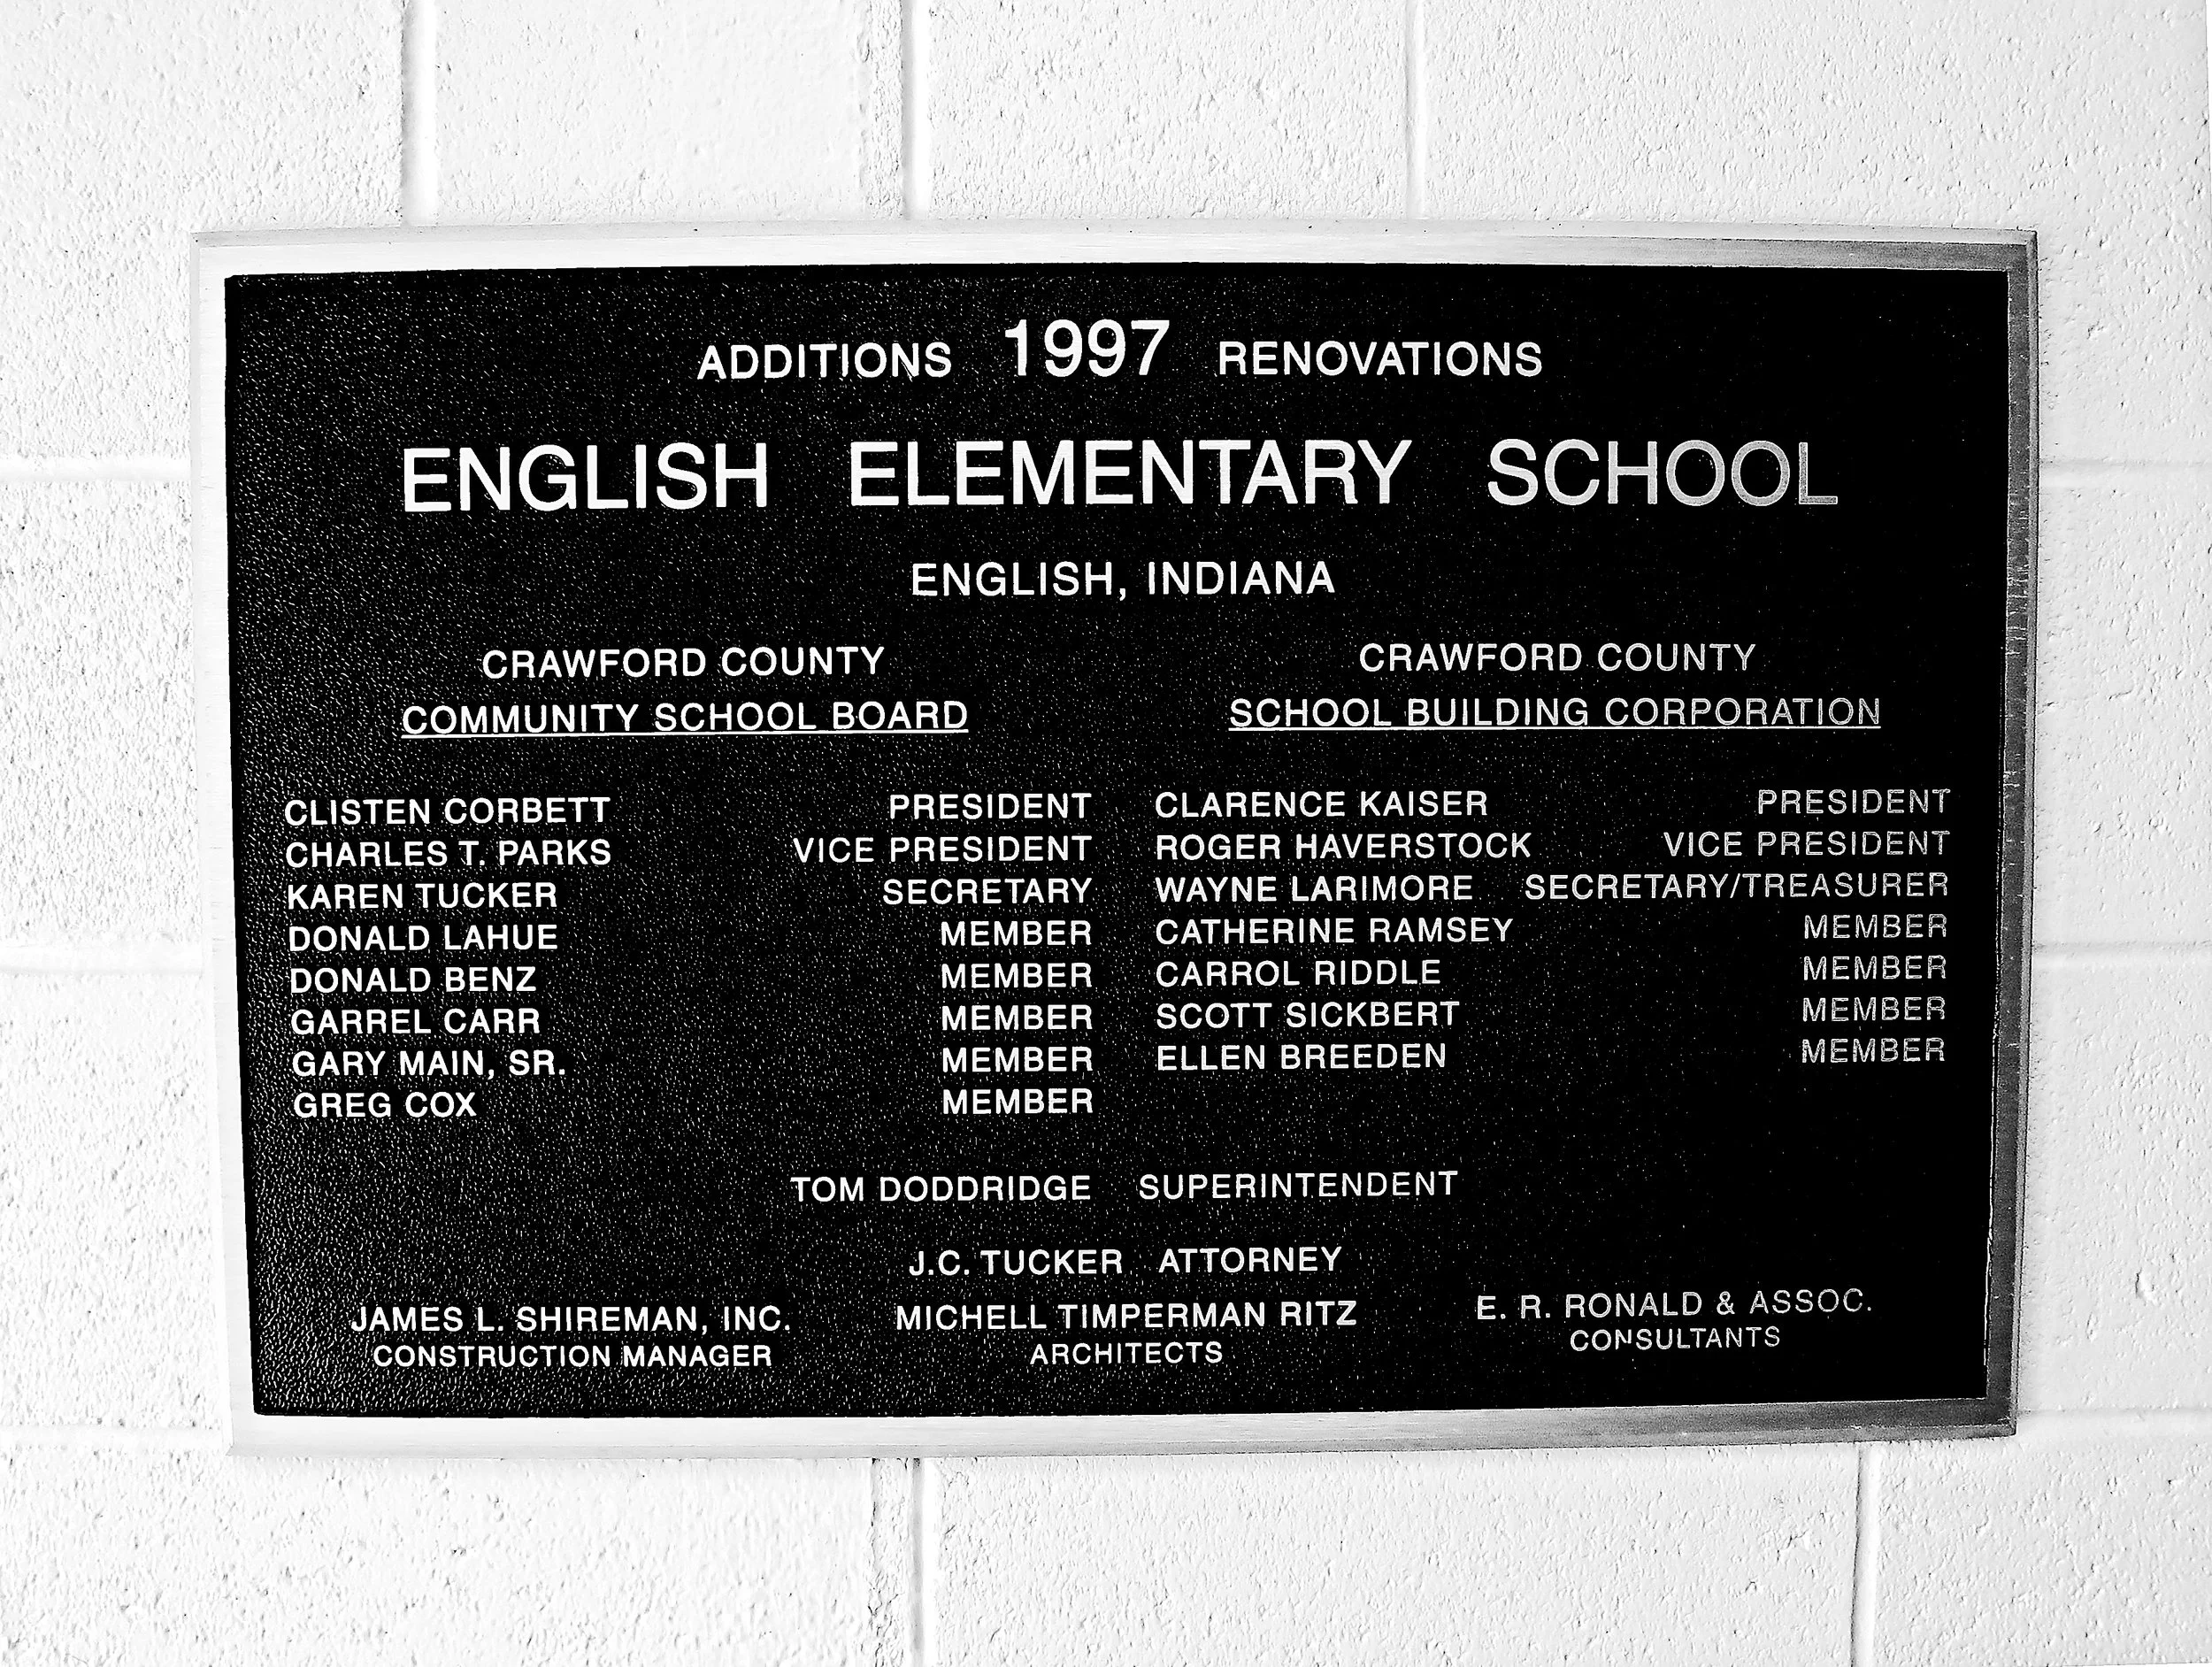 ADDITIONS 1997 RENOVATIONS
ENGLISH ELEMENTARY SCHOOL
ENGLISH, INDIANA
CRAWFORD COUNTY
COMMUNITY SCHOOL BOARD
CLISTEN CORBETT PRESIDENT
CHARLES T. PARKS VICE PRESIDENT
KAREN TUCKER SECRETARY
DONALD LAHUE MEMBER
DONALD BENZ MEMBER
GARREL CARR MEMBER
GARY MAIN, SR. MEMBER
GREG COX MEMBER
CRAWFORD COUNTY
SCHOOL BUILDING CORPORATION
CLARENCE KAISER PRESIDENT
ROGER HAVERSTOCK VICE PRESIDENT
WAYNE LARIMORE SECRETARY/TREASURER
CATHERINE RAMSEY MEMBER
CARROL RIDDLE MEMBER
SCOTT SICKBERT MEMBER
ELLEN BREEDEN MEMBER
TOM DODDRIDGE SUPERINTENDENT
J.C. TUCKER ATTORNEY
JAMES L. SHIREMAN, INC.
CONSTRUCTION MANAGER
MICHELL TIMPERMAN RITZ
ARCHITECTS
E. R. RONALD & ASSOC.
CONSULTANTS